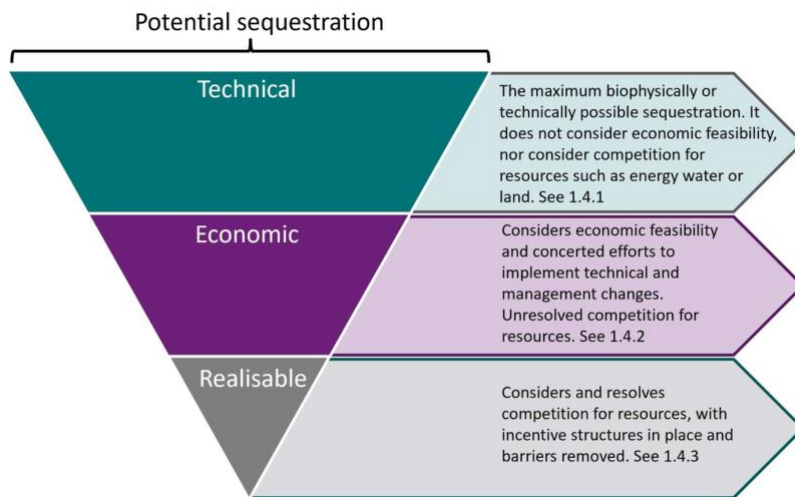 Potential sequestration
Technical
The maximum biophysically or
technically possible sequestration. It
does not consider economic feasibility,
nor consider competition for
resources such as energy water or
land. See 1.4.1
Economic
Considers economic feasibility
and concerted efforts to
implement technical and
management changes.
Unresolved competition for
resources. See 1.4.2
Realisable
Considers and resolves
competition for resources, with
incentive structures in place and
barriers removed. See 1.4.3